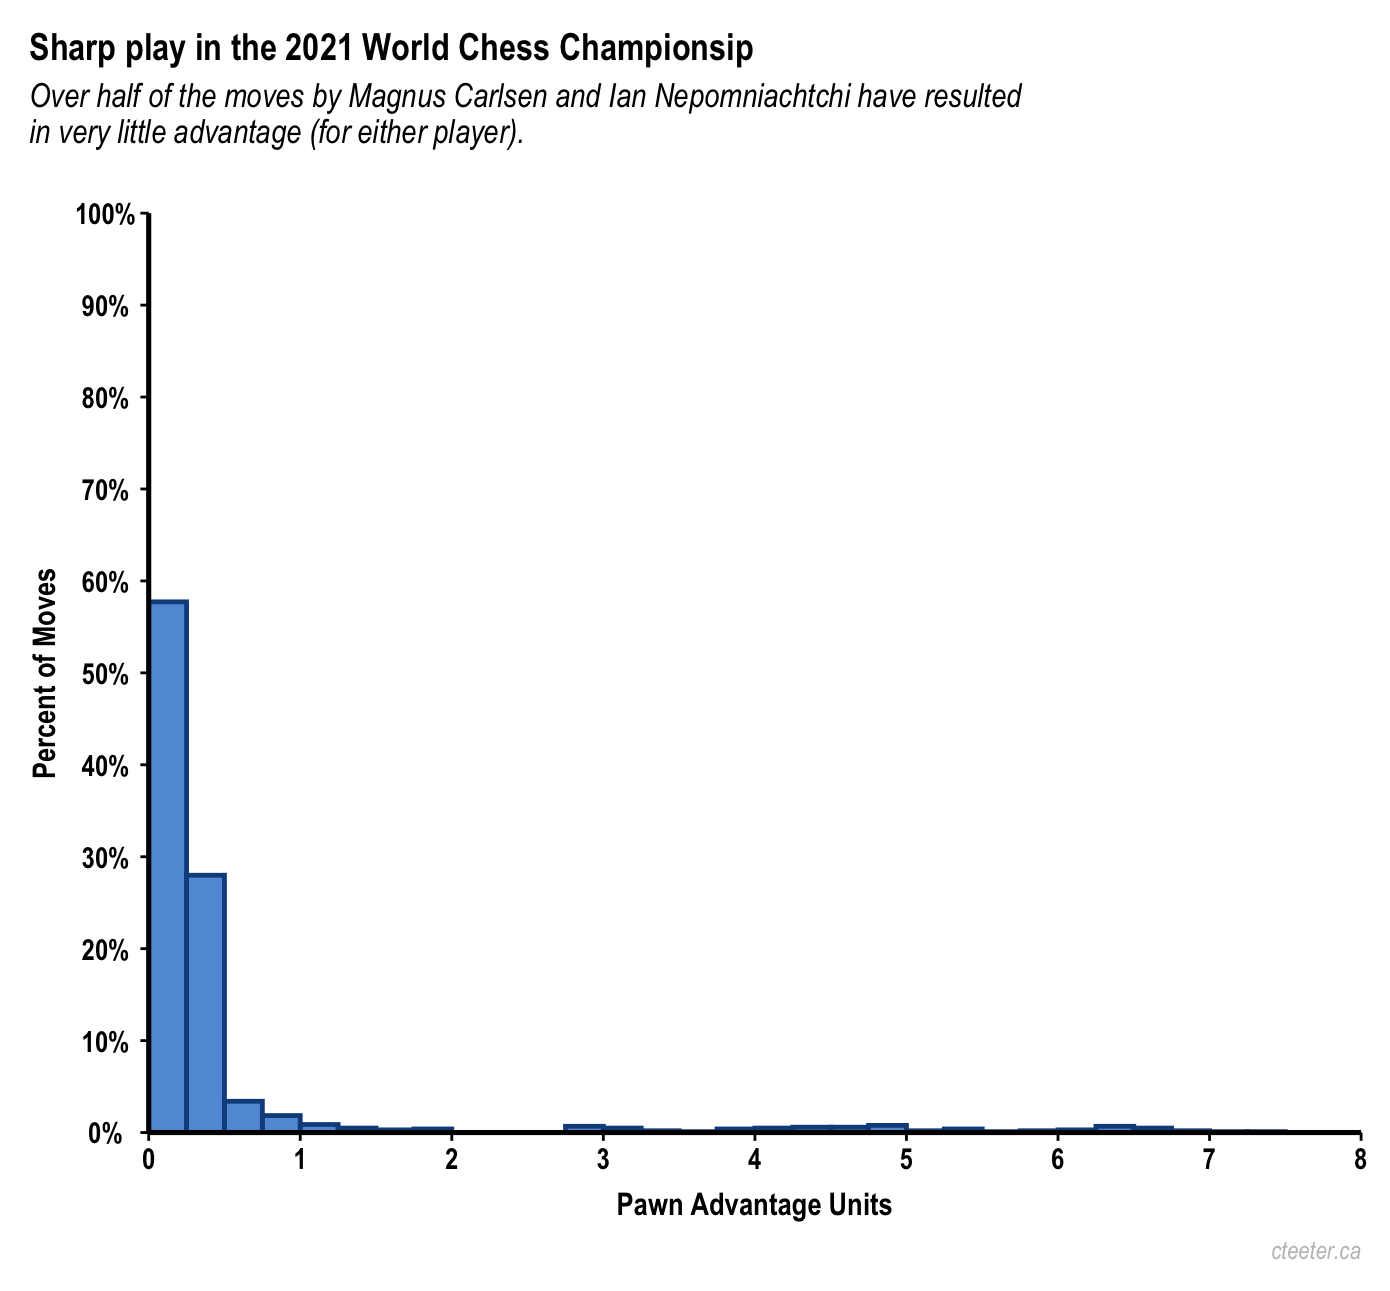 Sharp play in the 2021 World Chess Championsip
Over half of the moves by Magnus Carlsen and Ian Nepomniachtchi have resulted
in very little advantage (for either player).
100%
90%
80%
70%
60%
50%
40%
30%
20%
10%
0%
Percent of Moves
0 1 2 3 4 5 6 7 8
Pawn Advantage Units
cteeter.ca